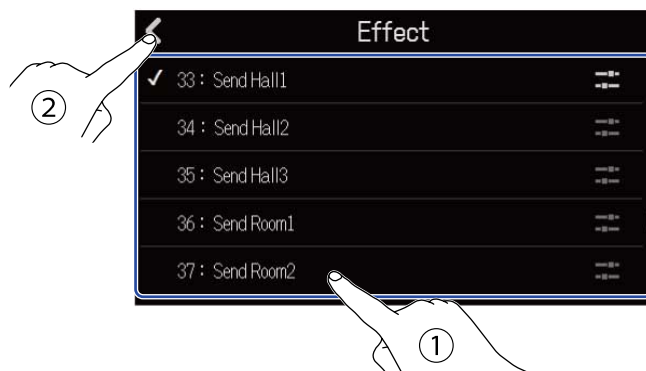 Effect
✓ 33 : Send Hall1
34 : Send Hall2
35 : Send Hall3
36 : Send Room1
37 : Send Room2
②
①